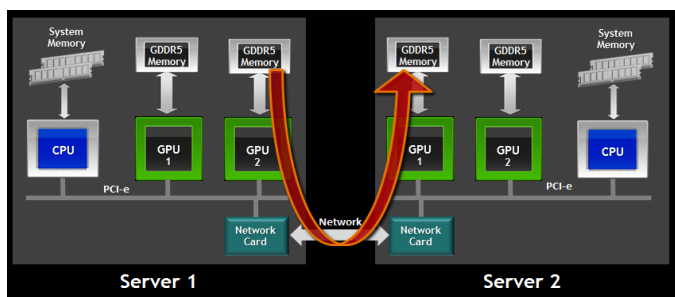 System
Memory
GDDR5
Memory
GDDR5
Memory
CPU
GPU
1
GPU
2
PCI-e
Network
Card
Server 1
Network
GDDR5
Memory
GDDR5
Memory
System
Memory
GPU
1
GPU
2
CPU
PCI-e
Network
Card
Server 2